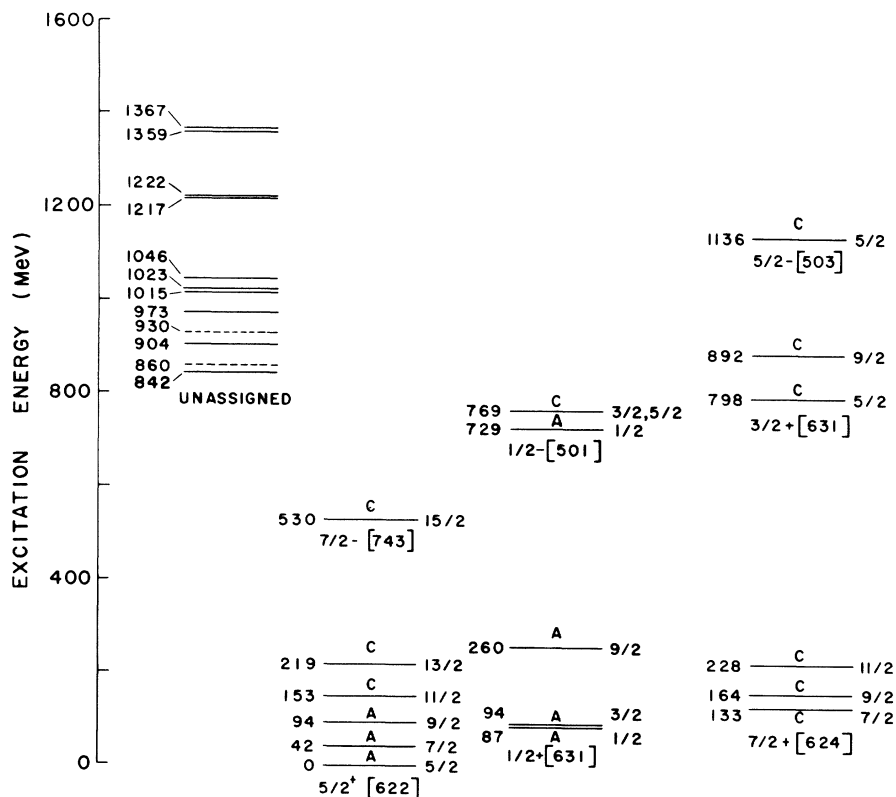 EXCITATION ENERGY (MeV)
1600
1200
800
400
0
1367
1359
1222
1217
1046
1023
1015
973
930
904
860
842
UNASSIGNED
C
530 15/2
7/2- [743]
C
219 13/2
C
153 11/2
A
94 9/2
A
42 7/2
A
0 5/2
5/2+ [622]
C
769 3/2,5/2
A
729 1/2
1/2-[501]
A
260 9/2
94 A 3/2
87 A 1/2
1/2+[631]
C
1136 5/2
5/2-[503]
C
892 9/2
C
798 5/2
3/2+[631]
C
228 11/2
C
164 9/2
133 C 7/2
7/2+[624]